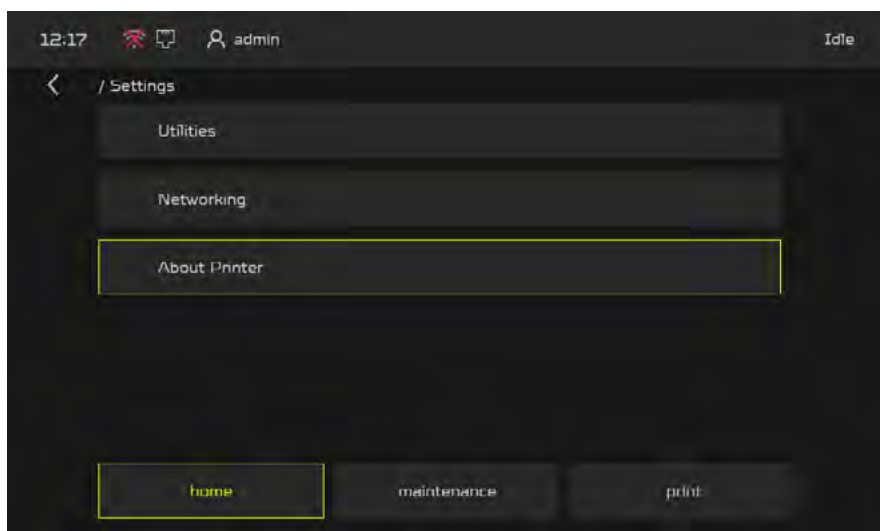 12:17 admin Idle
/ Settings
Utilities
Networking
About Printer
home maintenance print